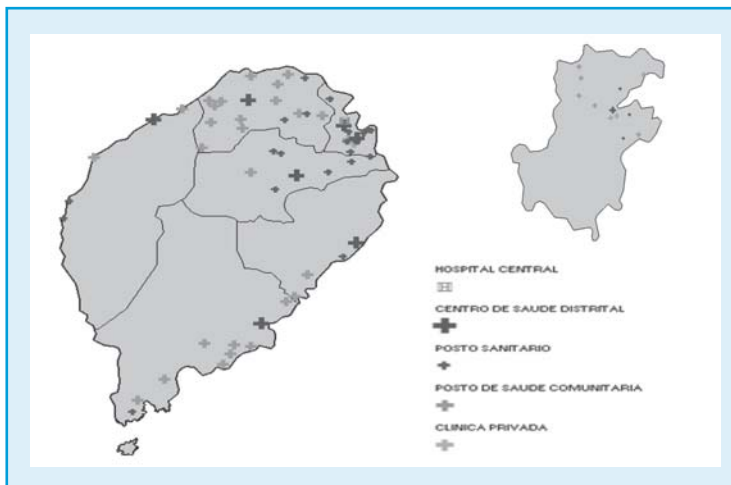 HOSPITAL CENTRAL
CENTRO DE SAUDE DISTRITAL
POSTO SANITARIO
POSTO DE SAUDE COMUNITARIA
CLINICA PRIVADA